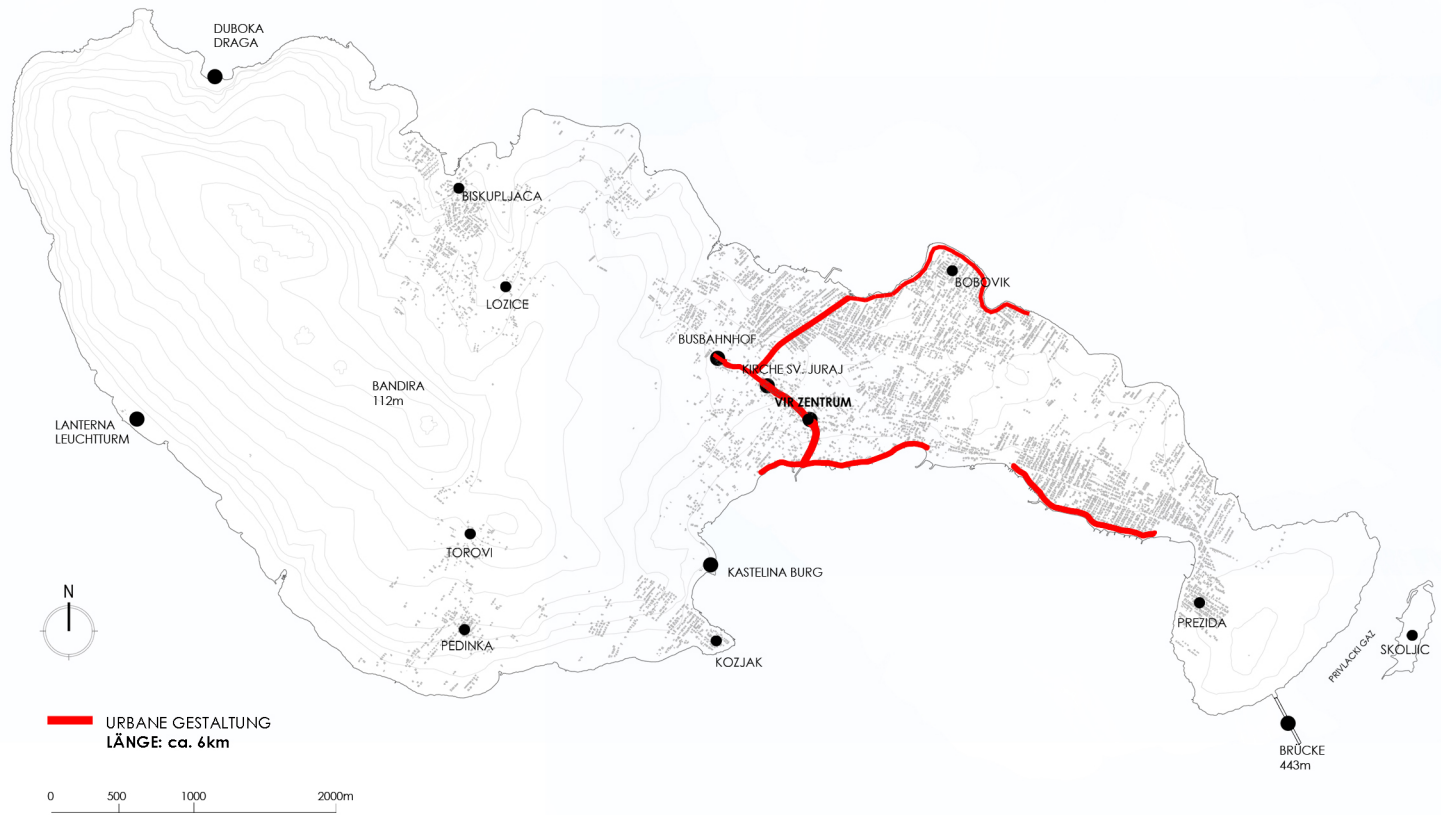 DUBOKA
DRAGA
BISKUPLJACA
LOZICE
BOBOVIK
BUSBAHNHOF
KIRCHE SV. JURAJ
BANDIRA
112m
VIR ZENTRUM
LANTERNA
LEUCHTTURM
TOROVI
KASTELINA BURG
N
PREZIDA
PEDINKA
KOZJAK
PRIVLACKI GAZ
SKOLJIC
URBANE GESTALTUNG
LÄNGE: ca. 6km
BRÜCKE
443m
0 500 1000 2000m